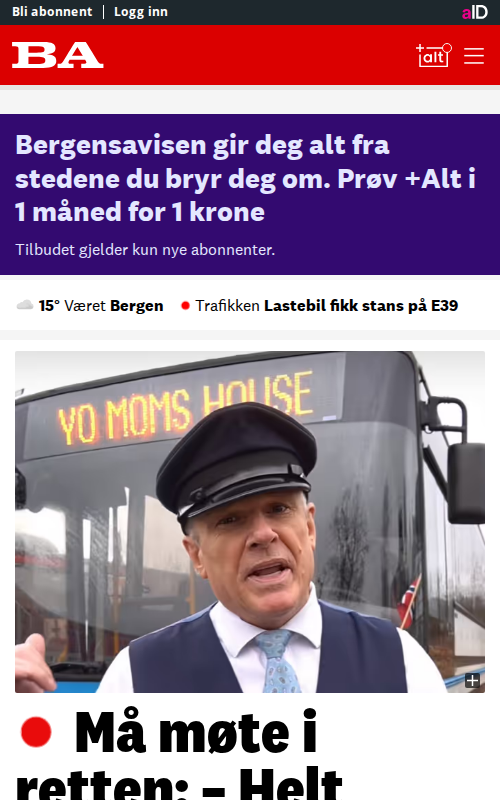 Bli abonnent | Logg inn
aID
BA
+alt
Bergensavisen gir deg alt fra
stedene du bryr deg om. Prøv +Alt i
1 måned for 1 krone
Tilbudet gjelder kun nye abonnenter.
15° Været Bergen
Trafikken Lastebil fikk stans på E39
YO MOMS HOUSE
Må møte i
retten: – Helt